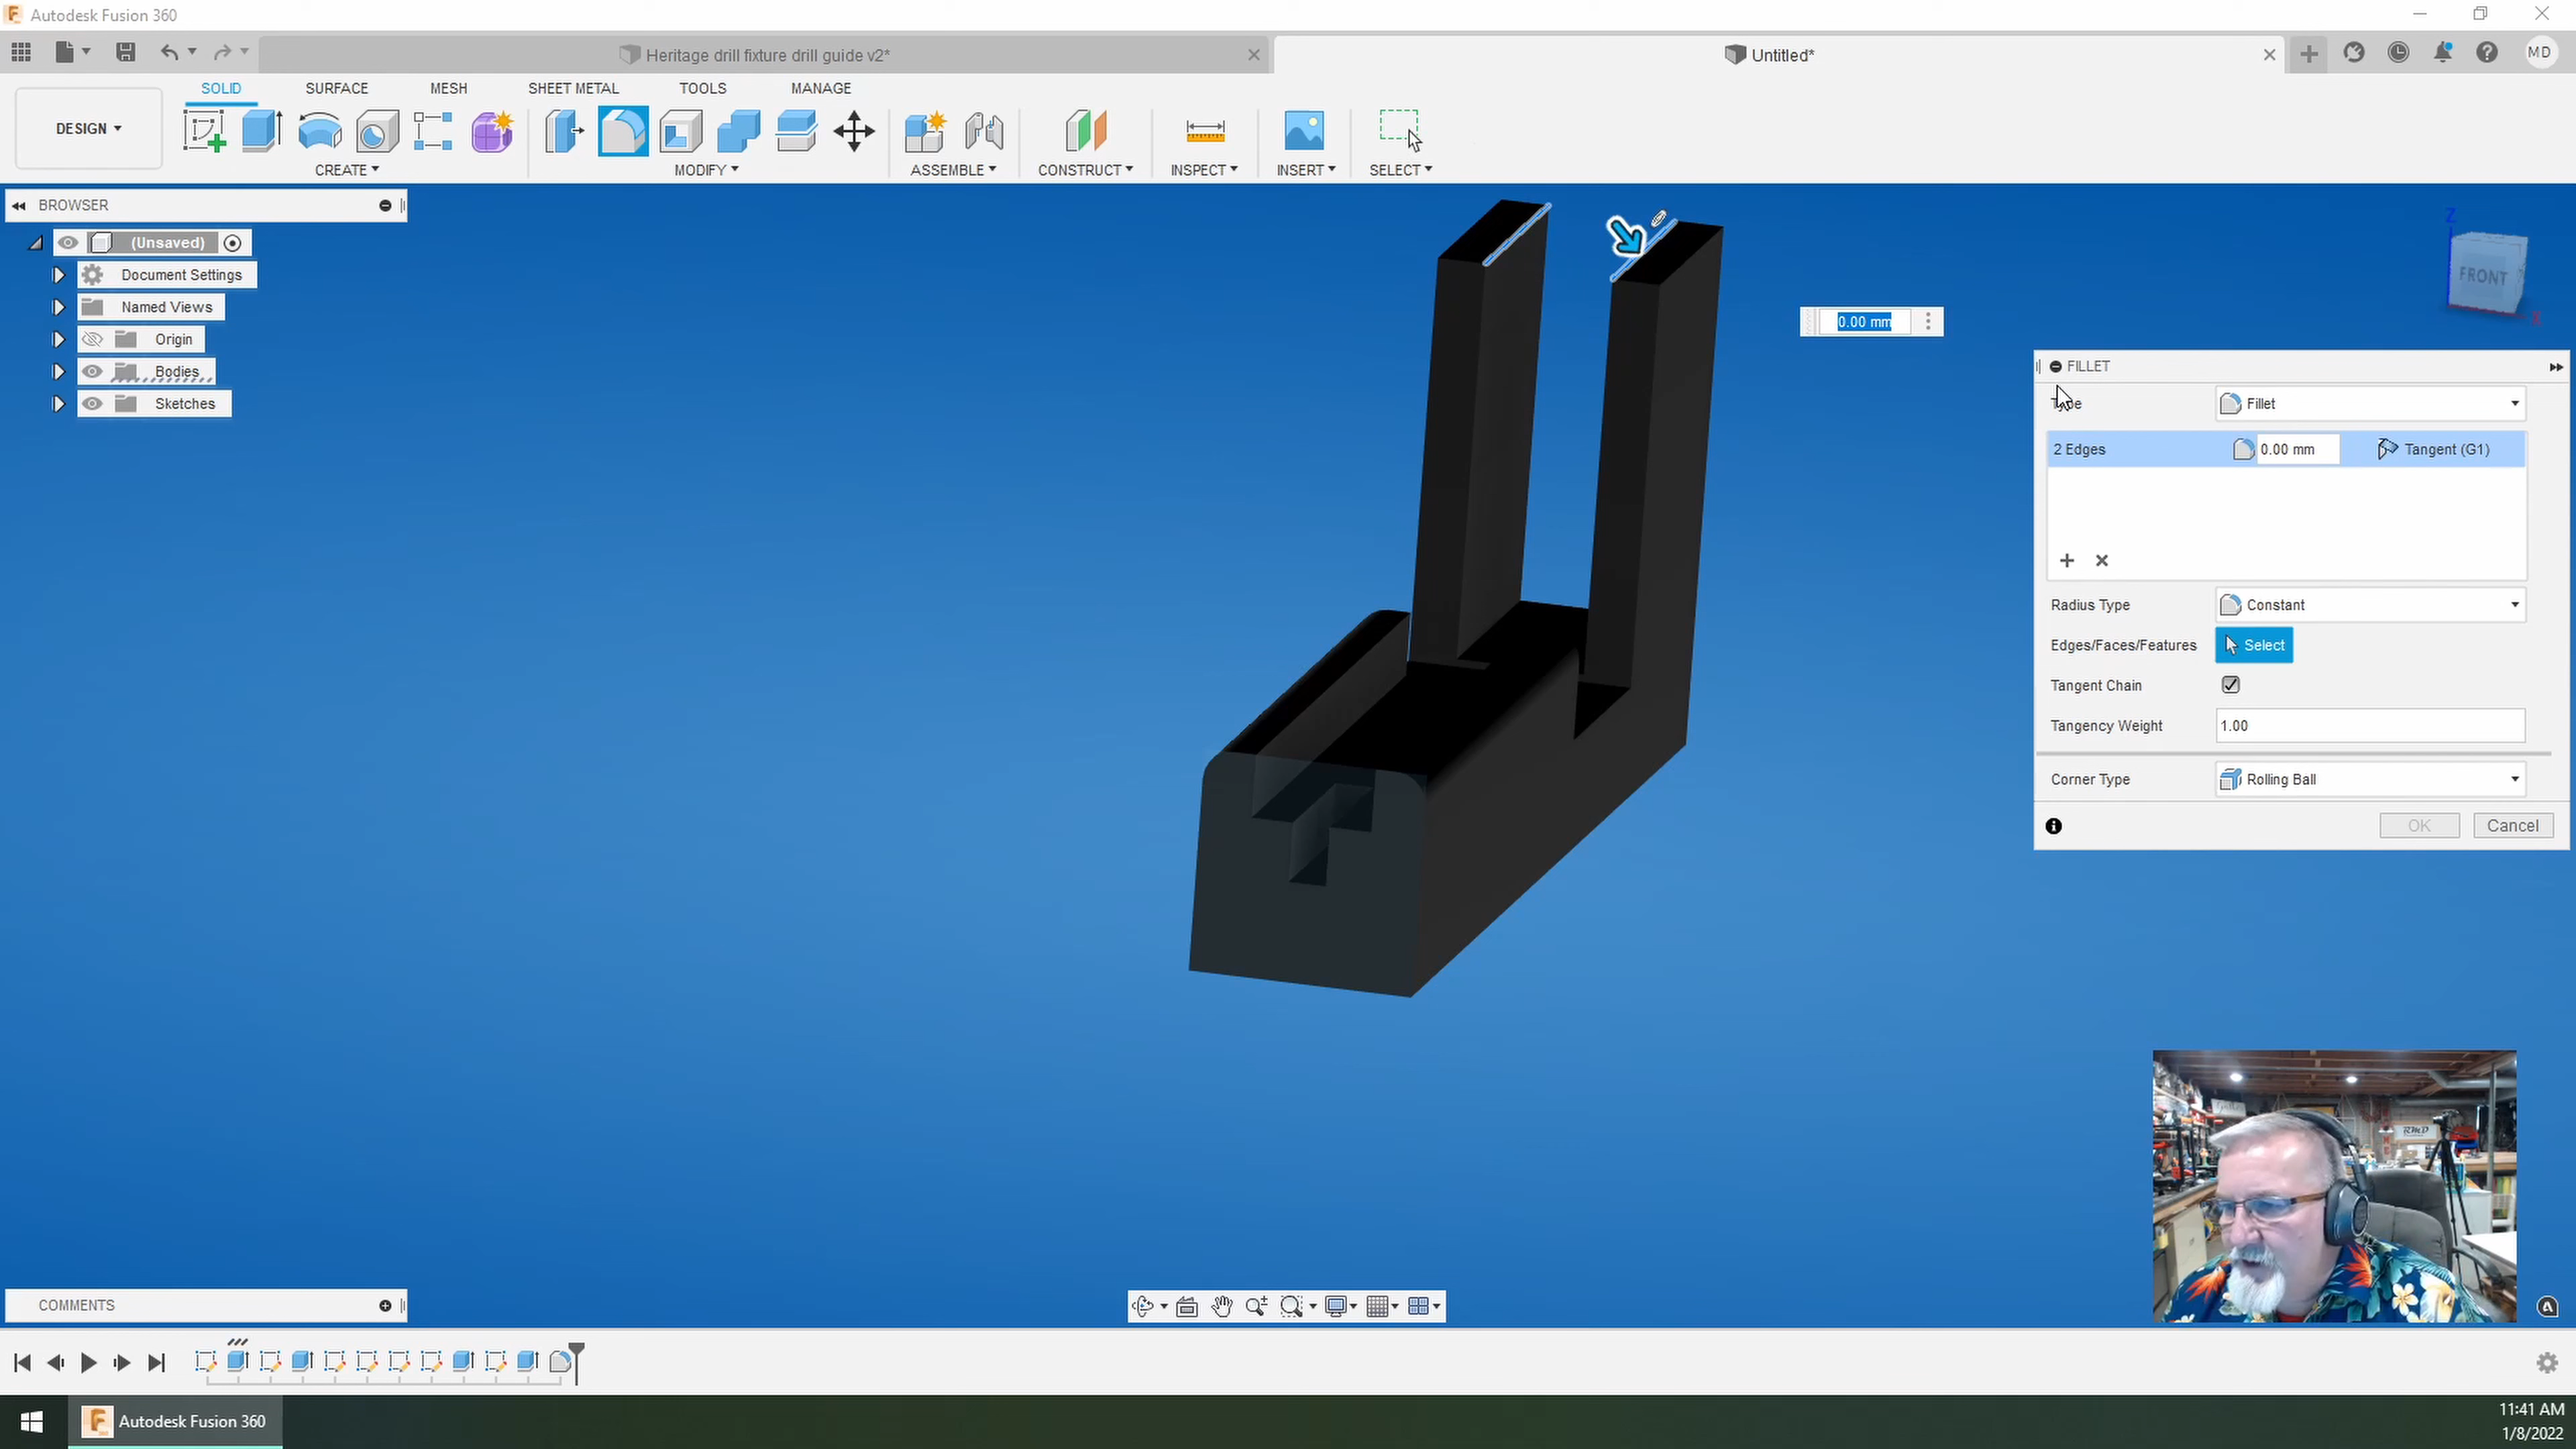 Autodesk Fusion 360
Heritage drill fixture drill guide v2*
Untitled*
MD
DESIGN
SOLID
SURFACE
MESH
SHEET METAL
TOOLS
MANAGE
CREATE
MODIFY
ASSEMBLE
CONSTRUCT
INSPECT
INSERT
SELECT
BROWSER
(Unsaved)
Document Settings
Named Views
Origin
Bodies
Sketches
Z
FRONT
X
0.00 mm
FILLET
Type
Fillet
2 Edges
0.00 mm
Tangent (G1)
Radius Type
Constant
Edges/Faces/Features
Select
Tangent Chain
Tangency Weight
1.00
Corner Type
Rolling Ball
OK
Cancel
RMP
COMMENTS
Autodesk Fusion 360
11:41 AM
1/8/2022